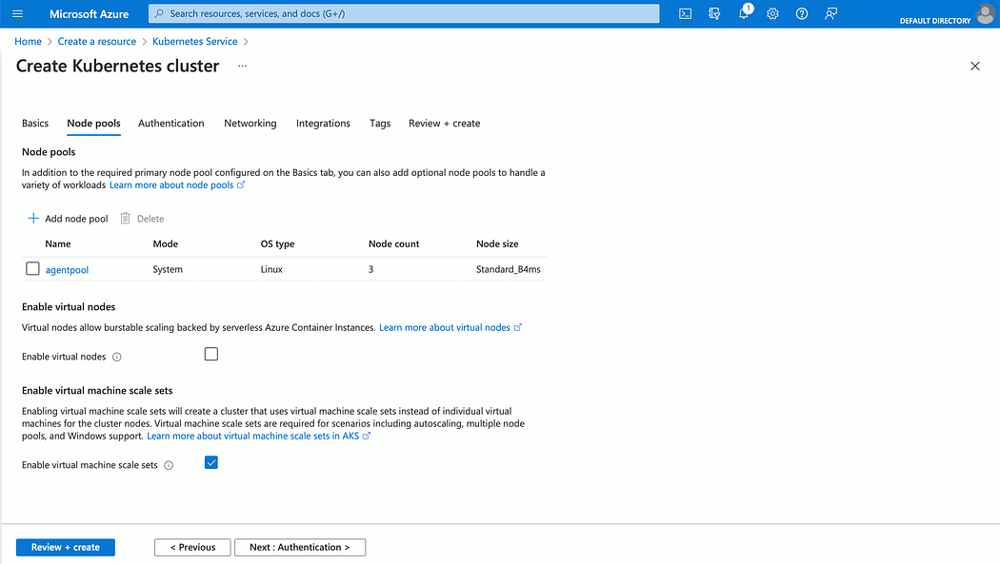 Microsoft Azure
Search resources, services, and docs (G+/)
1
DEFAULT DIRECTORY
Home > Create a resource > Kubernetes Service >
Create Kubernetes cluster ...
Basics Node pools Authentication Networking Integrations Tags Review + create
Node pools
In addition to the required primary node pool configured on the Basics tab, you can also add optional node pools to handle a
variety of workloads Learn more about node pools
Add node pool Delete
Name Mode OS type Node count Node size
agentpool System Linux 3 Standard_B4ms
Enable virtual nodes
Virtual nodes allow burstable scaling backed by serverless Azure Container Instances. Learn more about virtual nodes
Enable virtual nodes
Enable virtual machine scale sets
Enabling virtual machine scale sets will create a cluster that uses virtual machine scale sets instead of individual virtual
machines for the cluster nodes. Virtual machine scale sets are required for scenarios including autoscaling, multiple node
pools, and Windows support. Learn more about virtual machine scale sets in AKS
Enable virtual machine scale sets
Review + create < Previous Next : Authentication >